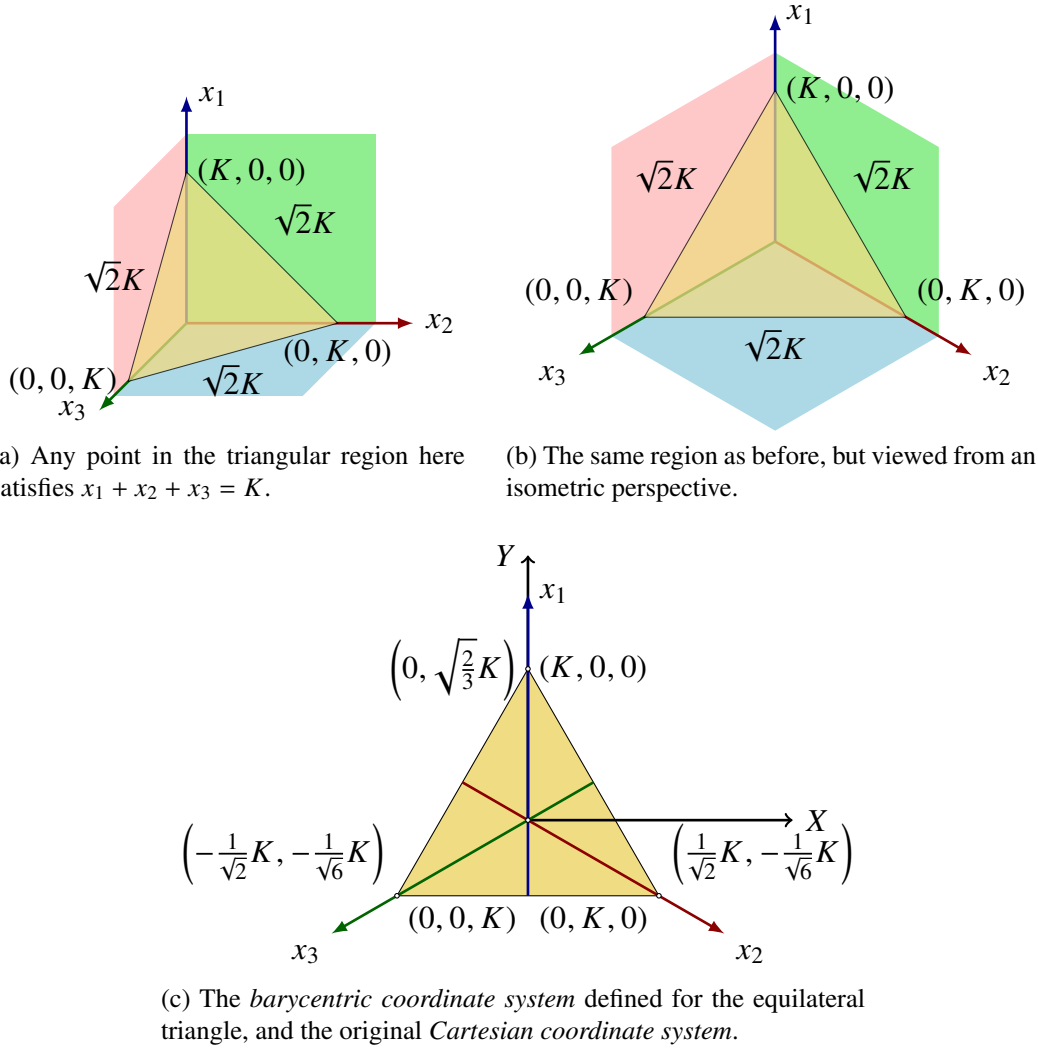 x₁
(K, 0, 0)
√2K
√2K
x₂
(0, K, 0)
(0, 0, K)
√2K
x₃
a) Any point in the triangular region here
atisfies x₁ + x₂ + x₃ = K.
x₁
(K, 0, 0)
√2K
√2K
(0, 0, K)
(0, K, 0)
√2K
x₃
x₂
(b) The same region as before, but viewed from an
isometric perspective.
Y
x₁
(0, √(2/3)K)
(K, 0, 0)
X
(−1/√2 K, −1/√6 K)
(1/√2 K, −1/√6 K)
(0, 0, K)
(0, K, 0)
x₃
x₂
(c) The barycentric coordinate system defined for the equilateral
triangle, and the original Cartesian coordinate system.